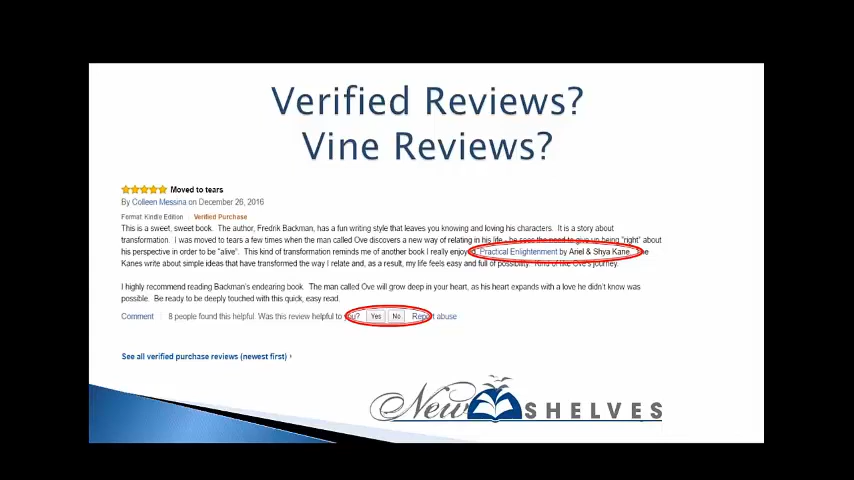 Verified Reviews?
Vine Reviews?
Moved to tears
By Colleen Messina on December 26, 2016
Format: Kindle Edition | Verified Purchase
This is a sweet, sweet book. The author, Fredrik Backman, has a fun writing style that leaves you knowing and loving his characters. It is a story about
transformation. I was moved to tears a few times when the man called Ove discovers a new way of relating in his life - he sees the need to give up being "right" about
his perspective in order to be "alive". This kind of transformation reminds me of another book I really enjoyed, Practical Enlightenment by Ariel & Shya Kane. The
Kanes write about simple ideas that have transformed the way I relate and, as a result, my life feels easy and full of possibility. Kind of like Ove's journey.
I highly recommend reading Backman's endearing book. The man called Ove will grow deep in your heart, as his heart expands with a love he didn't know was
possible. Be ready to be deeply touched with this quick, easy read.
Comment | 8 people found this helpful. Was this review helpful to you? Yes No Report abuse
See all verified purchase reviews (newest first) ›
New SHELVES